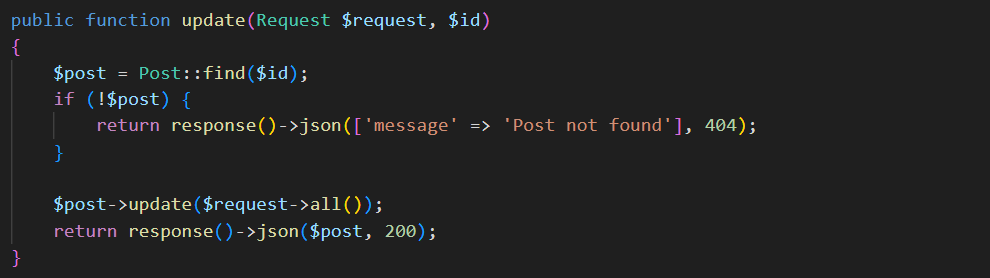 public function update(Request $request, $id)
{
    $post = Post::find($id);
    if (!$post) {
        return response()->json(['message' => 'Post not found'], 404);
    }

    $post->update($request->all());
    return response()->json($post, 200);
}